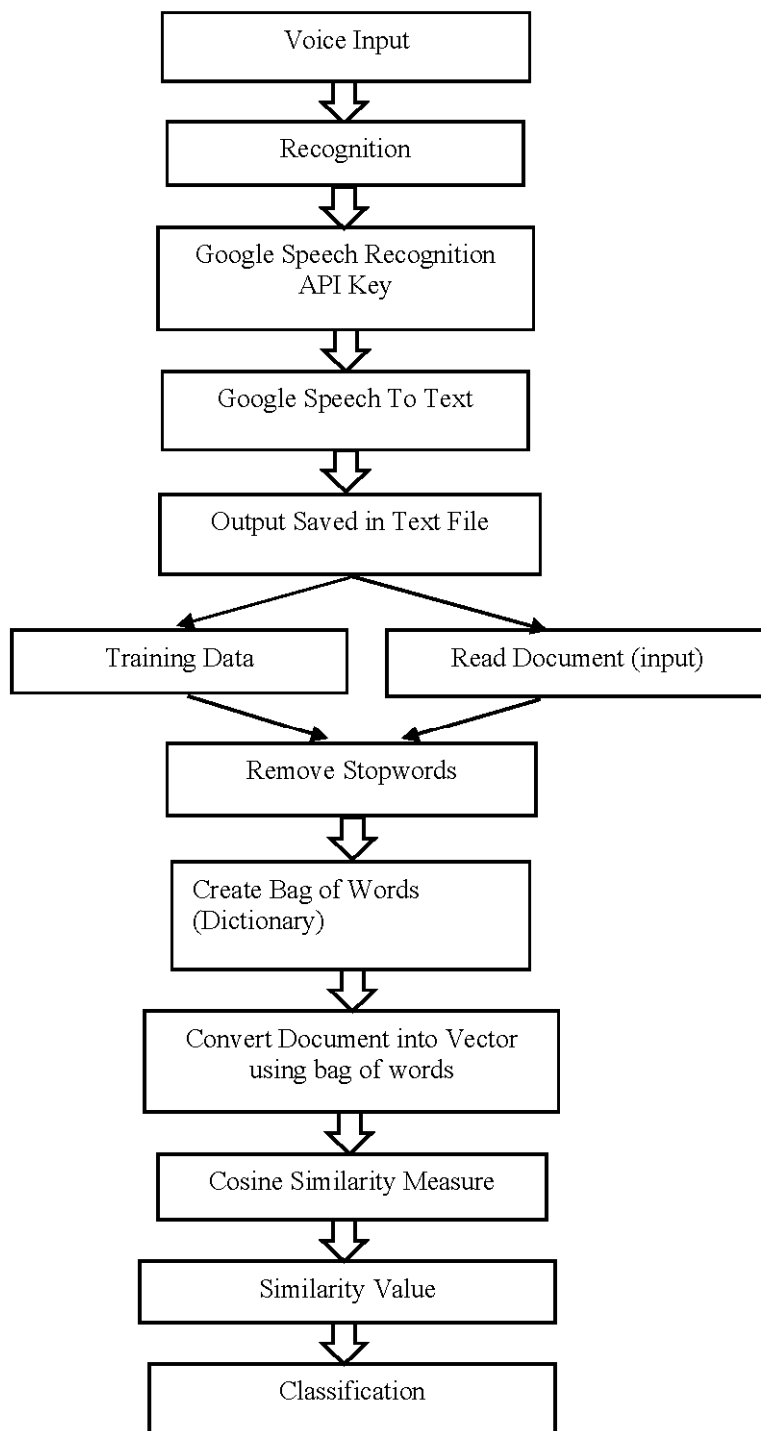 Voice Input
Recognition
Google Speech Recognition
API Key
Google Speech To Text
Output Saved in Text File
Training Data
Read Document (input)
Remove Stopwords
Create Bag of Words
(Dictionary)
Convert Document into Vector
using bag of words
Cosine Similarity Measure
Similarity Value
Classification